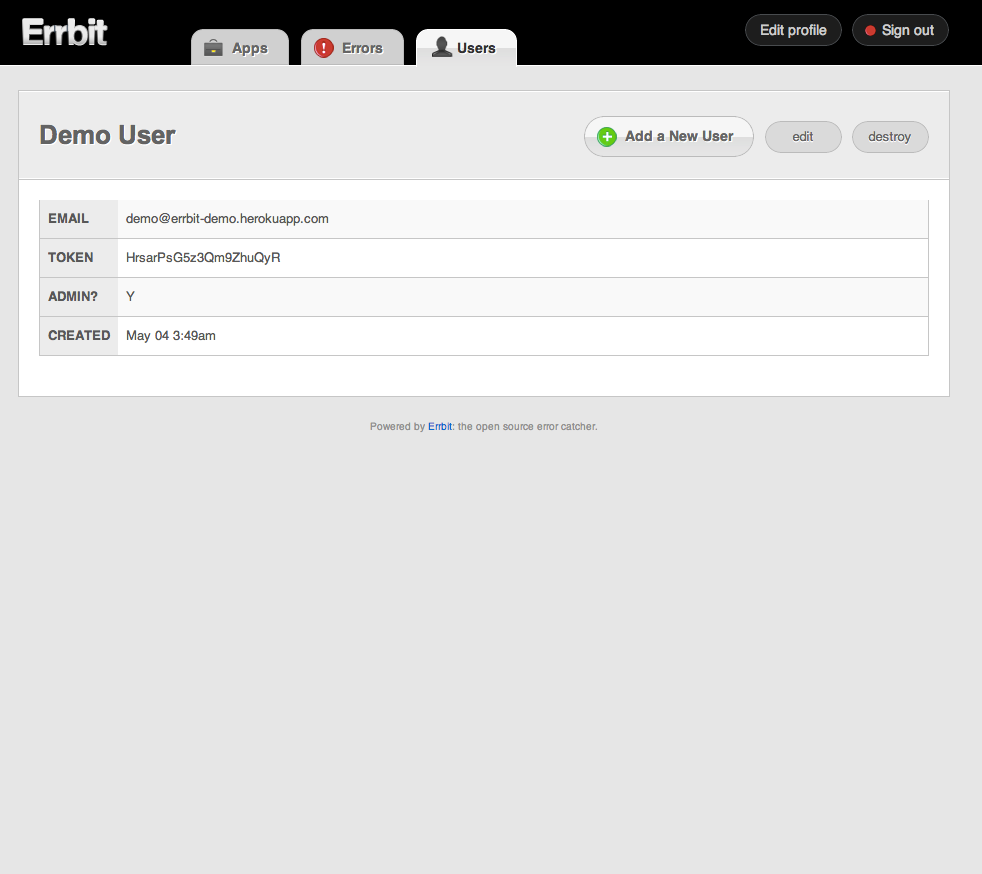 Errbit
Apps
Errors
Users
Edit profile
Sign out
Demo User
Add a New User
edit
destroy
EMAIL demo@errbit-demo.herokuapp.com
TOKEN HrsarPsG5z3Qm9ZhuQyR
ADMIN? Y
CREATED May 04 3:49am
Powered by Errbit: the open source error catcher.